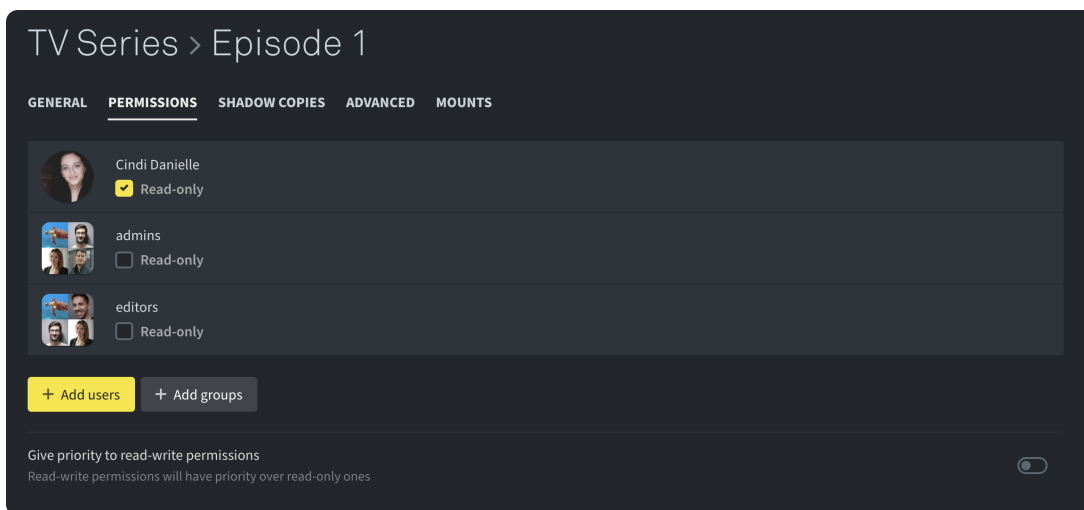 TV Series > Episode 1
GENERAL PERMISSIONS SHADOW COPIES ADVANCED MOUNTS
Cindi Danielle
Read-only
admins
Read-only
editors
Read-only
+ Add users + Add groups
Give priority to read-write permissions
Read-write permissions will have priority over read-only ones